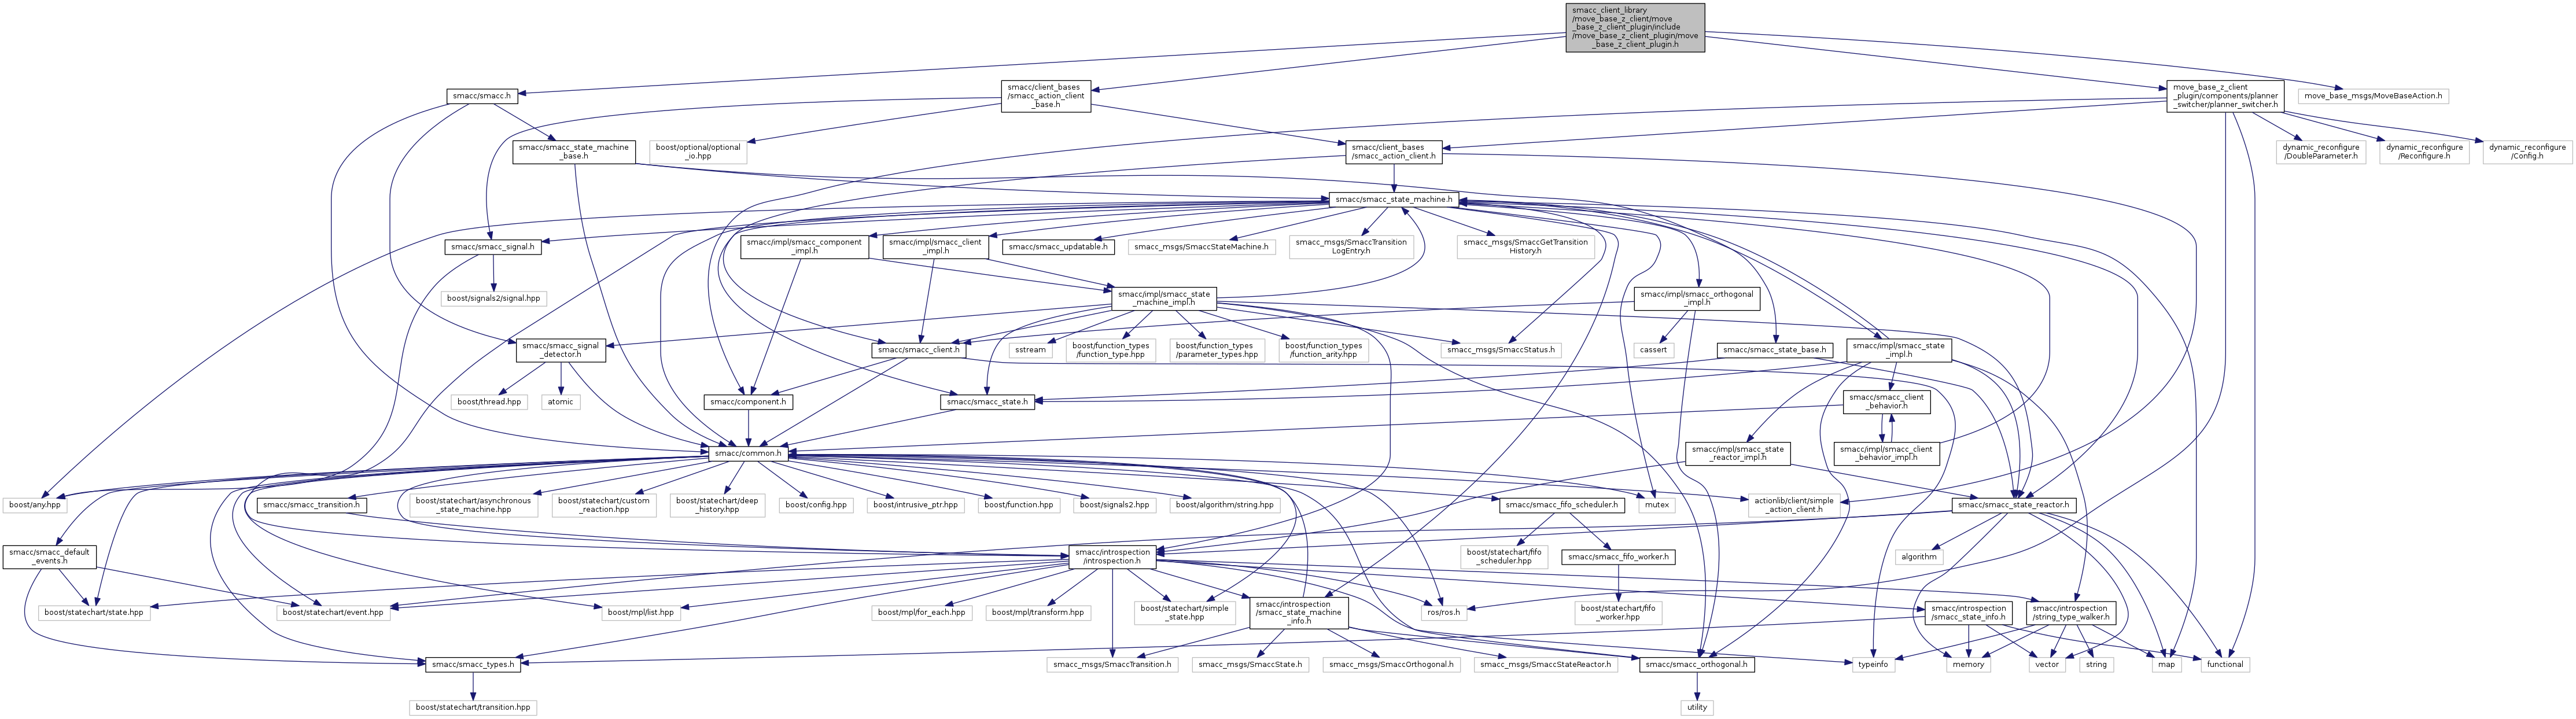 smacc_client_library
/move_base_z_client/move
_base_z_client_plugin/include
/move_base_z_client_plugin/move
_base_z_client_plugin.h
smacc/smacc.h
smacc/client_bases
/smacc_action_client
_base.h
move_base_z_client
_plugin/components/planner
_switcher/planner_switcher.h
move_base_msgs/MoveBaseAction.h
smacc/smacc_state_machine
_base.h
boost/optional/optional
_io.hpp
smacc/client_bases
/smacc_action_client.h
dynamic_reconfigure
/DoubleParameter.h
dynamic_reconfigure
/Reconfigure.h
dynamic_reconfigure
/Config.h
smacc/smacc_state_machine.h
smacc/smacc_signal.h
smacc/impl/smacc_component
_impl.h
smacc/impl/smacc_client
_impl.h
smacc/smacc_updatable.h
smacc_msgs/SmaccStateMachine.h
smacc_msgs/SmaccTransition
LogEntry.h
smacc_msgs/SmaccGetTransition
History.h
boost/signals2/signal.hpp
smacc/impl/smacc_state
_machine_impl.h
smacc/impl/smacc_orthogonal
_impl.h
smacc/smacc_signal
_detector.h
smacc/smacc_client.h
sstream
boost/function_types
/function_type.hpp
boost/function_types
/parameter_types.hpp
boost/function_types
/function_arity.hpp
smacc_msgs/SmaccStatus.h
cassert
smacc/smacc_state_base.h
smacc/impl/smacc_state
_impl.h
boost/thread.hpp
atomic
smacc/component.h
smacc/smacc_state.h
smacc/smacc_client
_behavior.h
smacc/common.h
smacc/impl/smacc_state
_reactor_impl.h
smacc/impl/smacc_client
_behavior_impl.h
boost/any.hpp
smacc/smacc_transition.h
boost/statechart/asynchronous
_state_machine.hpp
boost/statechart/custom
_reaction.hpp
boost/statechart/deep
_history.hpp
boost/config.hpp
boost/intrusive_ptr.hpp
boost/function.hpp
boost/signals2.hpp
boost/algorithm/string.hpp
smacc/smacc_fifo_scheduler.h
mutex
actionlib/client/simple
_action_client.h
smacc/smacc_state_reactor.h
smacc/smacc_default
_events.h
smacc/introspection
/introspection.h
boost/statechart/fifo
_scheduler.hpp
smacc/smacc_fifo_worker.h
algorithm
boost/statechart/state.hpp
boost/statechart/event.hpp
boost/mpl/list.hpp
boost/mpl/for_each.hpp
boost/mpl/transform.hpp
boost/statechart/simple
_state.hpp
smacc/introspection
/smacc_state_machine
_info.h
ros/ros.h
boost/statechart/fifo
_worker.hpp
smacc/introspection
/smacc_state_info.h
smacc/introspection
/string_type_walker.h
smacc/smacc_types.h
smacc_msgs/SmaccTransition.h
smacc_msgs/SmaccState.h
smacc_msgs/SmaccOrthogonal.h
smacc_msgs/SmaccStateReactor.h
smacc/smacc_orthogonal.h
typeinfo
memory
vector
string
map
functional
boost/statechart/transition.hpp
utility